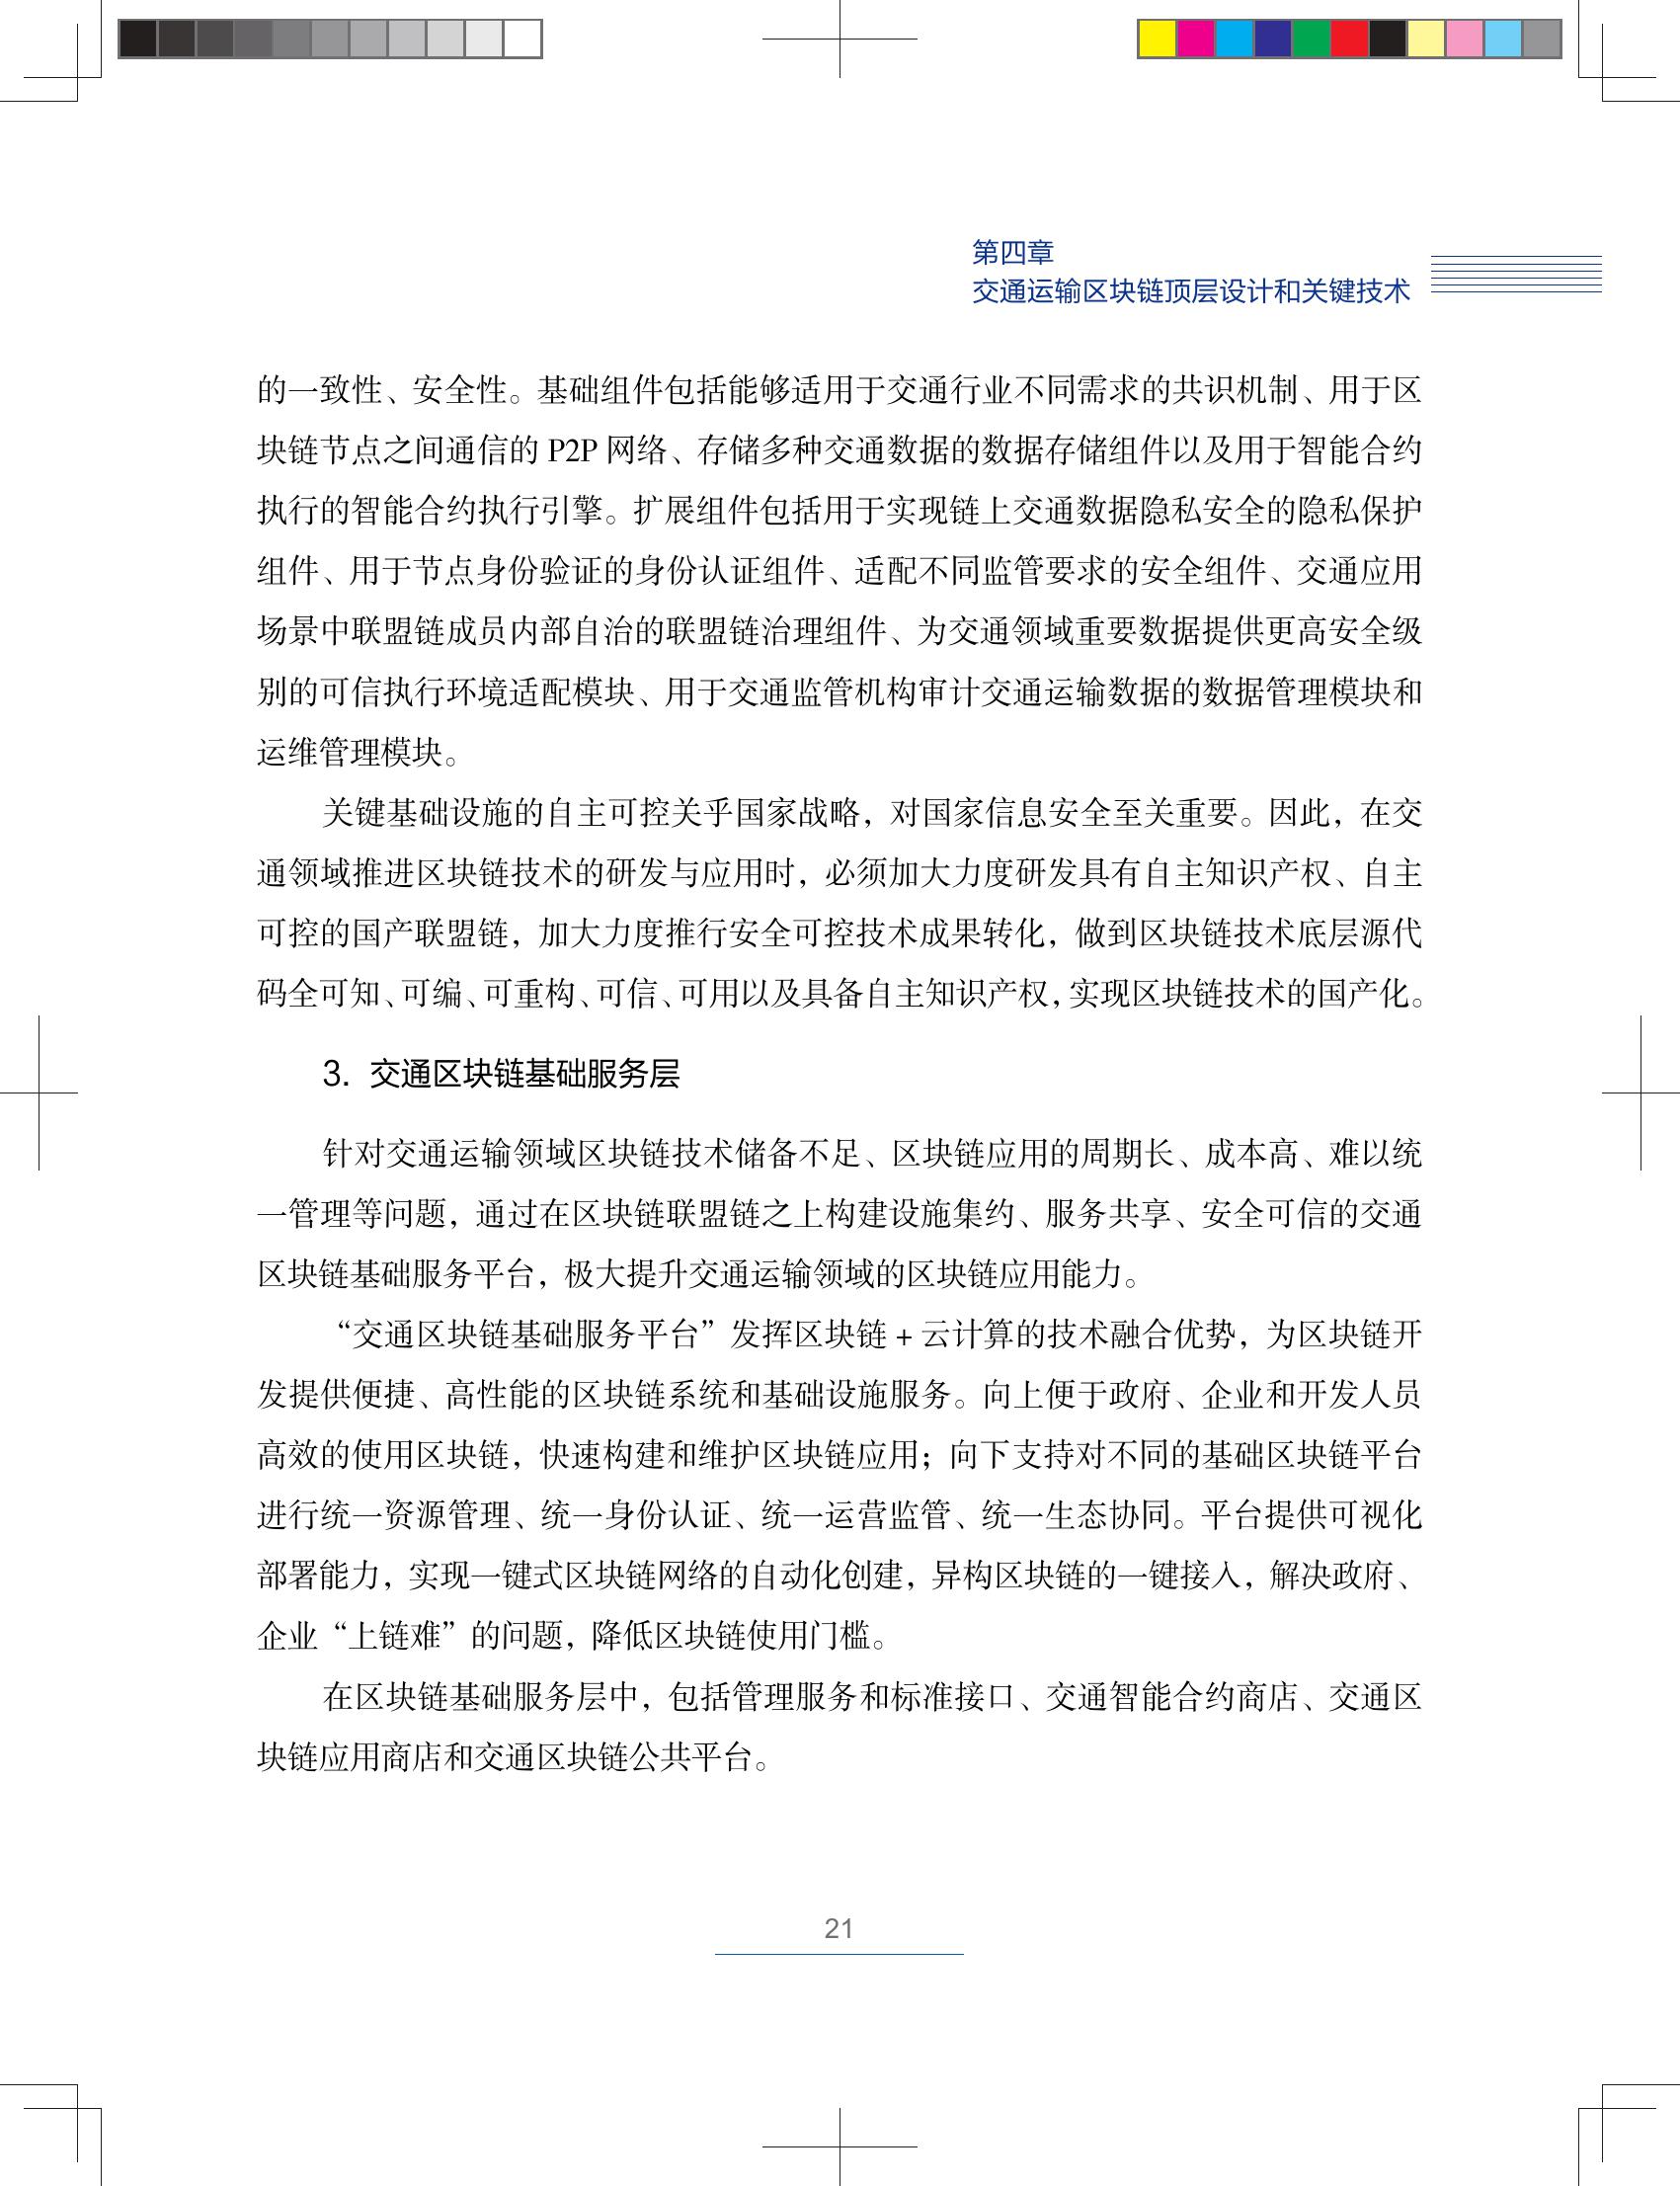 第四章
交通运输区块链顶层设计和关键技术
的一致性、安全性。基础组件包括能够适用于交通行业不同需求的共识机制、用于区
块链节点之间通信的 P2P 网络、存储多种交通数据的数据存储组件以及用于智能合约
执行的智能合约执行引擎。扩展组件包括用于实现链上交通数据隐私安全的隐私保护
组件、用于节点身份验证的身份认证组件、适配不同监管要求的安全组件、交通应用
场景中联盟链成员内部自治的联盟链治理组件、为交通领域重要数据提供更高安全级
别的可信执行环境适配模块、用于交通监管机构审计交通运输数据的数据管理模块和
运维管理模块。
关键基础设施的自主可控关乎国家战略，对国家信息安全至关重要。因此，在交
通领域推进区块链技术的研发与应用时，必须加大力度研发具有自主知识产权、自主
可控的国产联盟链，加大力度推行安全可控技术成果转化，做到区块链技术底层源代
码全可知、可编、可重构、可信、可用以及具备自主知识产权，实现区块链技术的国产化。
3. 交通区块链基础服务层
针对交通运输领域区块链技术储备不足、区块链应用的周期长、成本高、难以统
一管理等问题，通过在区块链联盟链之上构建设施集约、服务共享、安全可信的交通
区块链基础服务平台，极大提升交通运输领域的区块链应用能力。
“交通区块链基础服务平台”发挥区块链 + 云计算的技术融合优势，为区块链开
发提供便捷、高性能的区块链系统和基础设施服务。向上便于政府、企业和开发人员
高效的使用区块链，快速构建和维护区块链应用；向下支持对不同的基础区块链平台
进行统一资源管理、统一身份认证、统一运营监管、统一生态协同。平台提供可视化
部署能力，实现一键式区块链网络的自动化创建，异构区块链的一键接入，解决政府、
企业“上链难”的问题，降低区块链使用门槛。
在区块链基础服务层中，包括管理服务和标准接口、交通智能合约商店、交通区
块链应用商店和交通区块链公共平台。
21